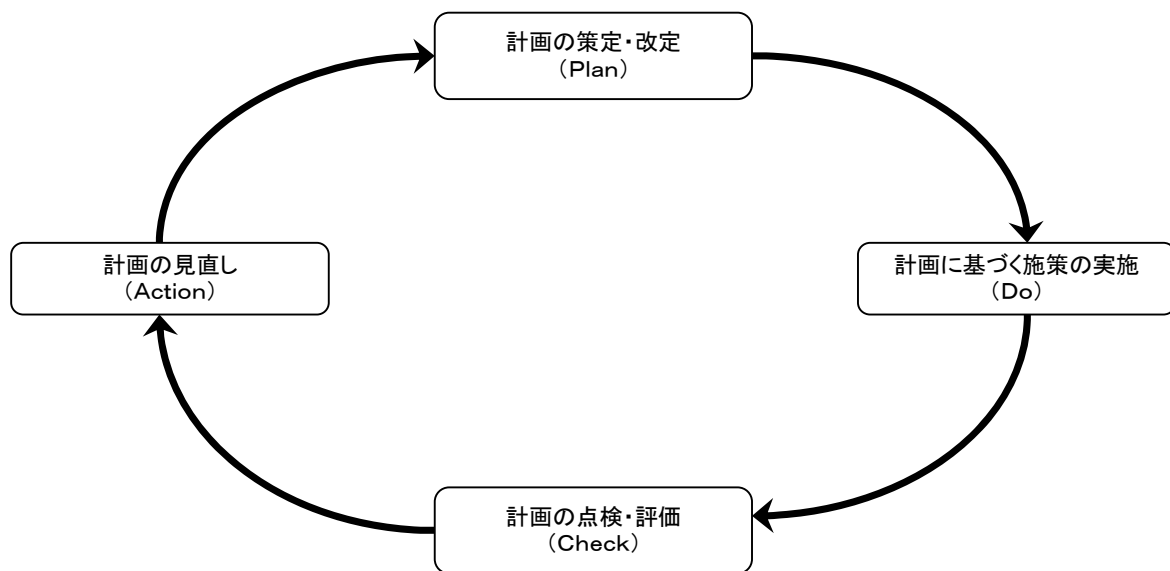 計画の策定・改定
（Plan）
計画の見直し
（Action）
計画に基づく施策の実施
（Do）
計画の点検・評価
（Check）